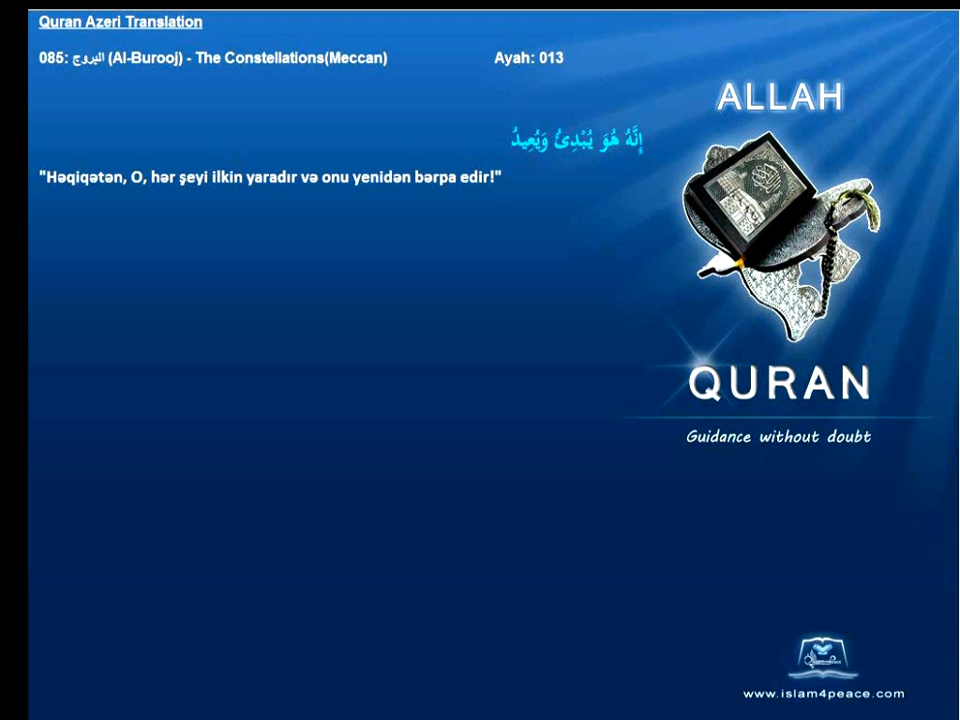 Quran Azeri Translation
085: البروج (Al-Burooj) - The Constellations(Meccan) Ayah: 013
ALLAH
إِنَّهُ هُوَ يُبْدِئُ وَيُعِيدُ
"Həqiqətən, O, hər şeyi ilkin yaradır və onu yenidən bərpa edir!"
QURAN
Guidance without doubt
www.islam4peace.com